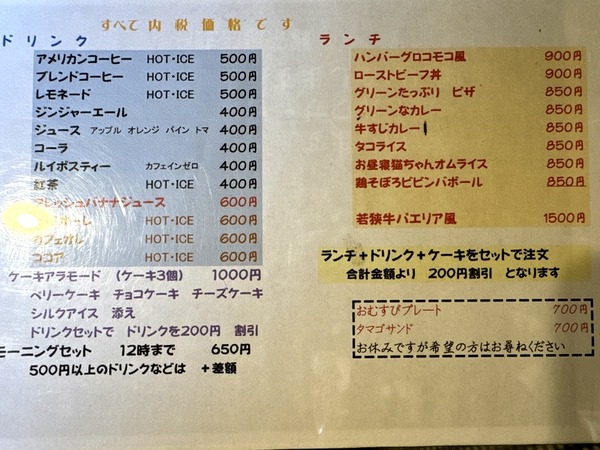 すべて内税価格です
ドリンク
アメリカンコーヒー HOT・ICE 500円
ブレンドコーヒー HOT・ICE 500円
レモネード HOT・ICE 500円
ジンジャーエール 400円
ジュース アップル オレンジ パイン トマ 400円
コーラ 400円
ルイボスティー カフェインゼロ 400円
紅茶 HOT・ICE 400円
フレッシュバナナジュース 600円
オーレ HOT・ICE 600円
カフェオレ HOT・ICE 600円
ココア HOT・ICE 600円
ケーキアラモード (ケーキ3個) 1000円
ベリーケーキ チョコケーキ チーズケーキ
シルクアイス 添え
ドリンクセットで ドリンクを200円 割引
モーニングセット 12時まで 650円
500円以上のドリンクなどは +差額
ランチ
ハンバーグロコモコ風 900円
ローストビーフ丼 900円
グリーンたっぷり ピザ 850円
グリーンなカレー 850円
牛すじカレー 850円
タコライス 850円
お昼寝猫ちゃんオムライス 850円
鶏そぼろビビンバボール 850円
若狭牛パエリア風 1500円
ランチ+ドリンク+ケーキをセットで注文
合計金額より 200円割引 となります
おむすびプレート 700円
タマゴサンド 700円
お休みですが希望の方はお尋ねください